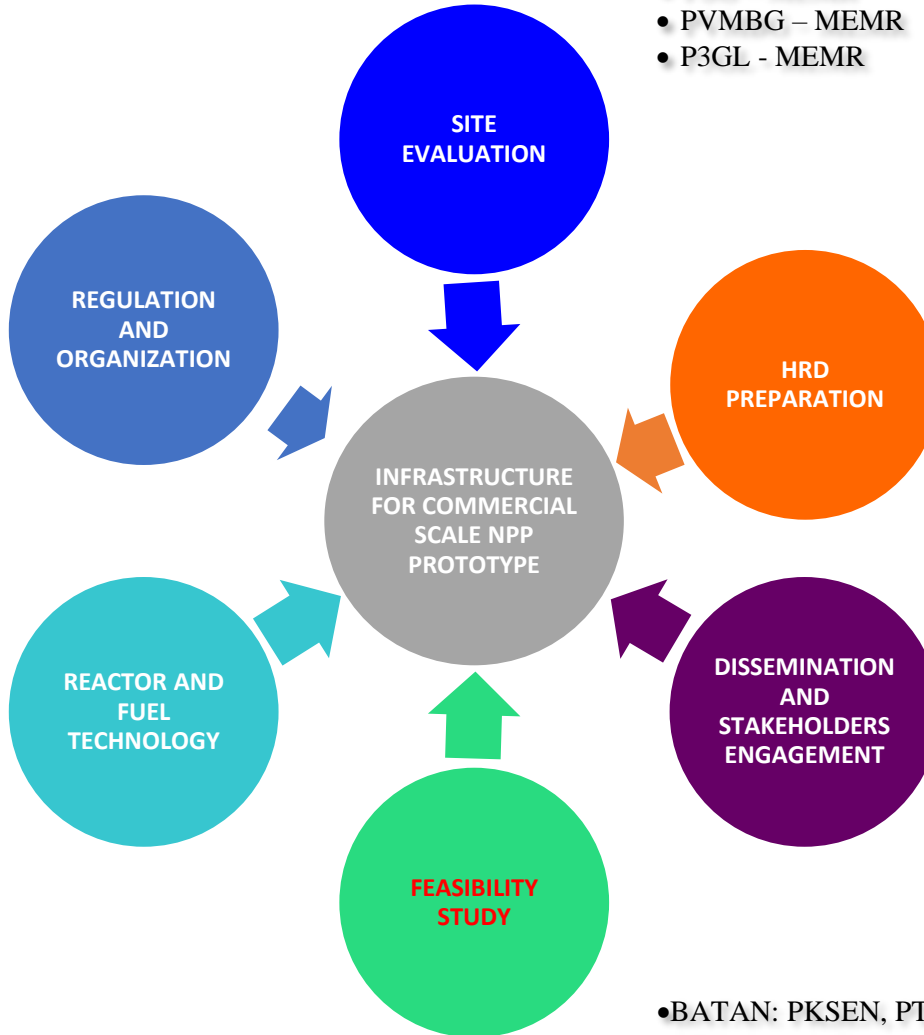 • PVMBG – MEMR
• P3GL - MEMR
SITE
EVALUATION
REGULATION
AND
ORGANIZATION
HRD
PREPARATION
INFRASTRUCTURE
FOR COMMERCIAL
SCALE NPP
PROTOTYPE
REACTOR AND
FUEL
TECHNOLOGY
DISSEMINATION
AND
STAKEHOLDERS
ENGAGEMENT
FEASIBILITY
STUDY
•BATAN: PKSEN, PT